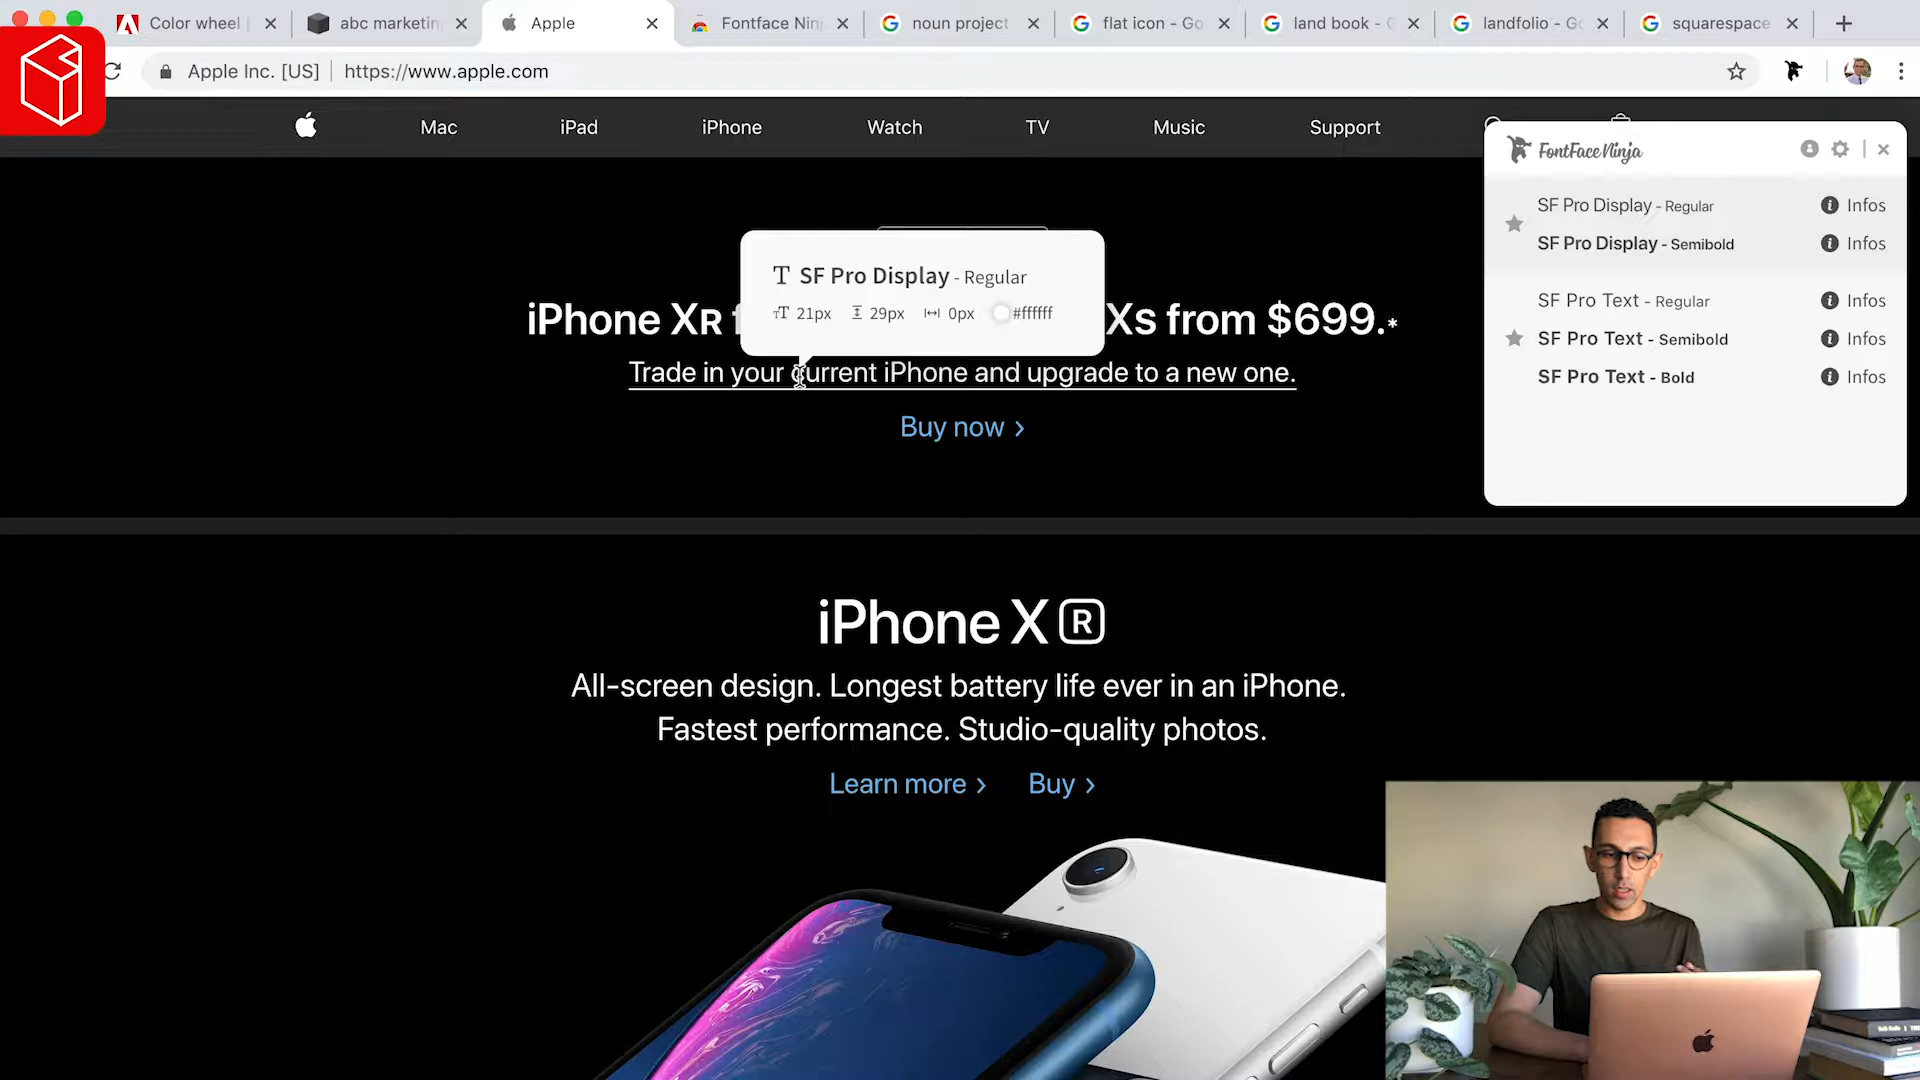 Color wheel
abc marketin
Apple
Fontface Nin
noun project
flat icon - Go
land book - G
landfolio - Go
squarespace
Apple Inc. [US]
https://www.apple.com
Mac
iPad
iPhone
Watch
TV
Music
Support
FontFace Ninja
SF Pro Display - Regular
Infos
SF Pro Display - Semibold
Infos
SF Pro Text - Regular
Infos
SF Pro Text - Semibold
Infos
SF Pro Text - Bold
Infos
T SF Pro Display - Regular
TT 21px 29px 0px #ffffff
iPhone XR Xs from $699.*
Trade in your current iPhone and upgrade to a new one.
Buy now >
iPhone X R
All-screen design. Longest battery life ever in an iPhone.
Fastest performance. Studio-quality photos.
Learn more >
Buy >